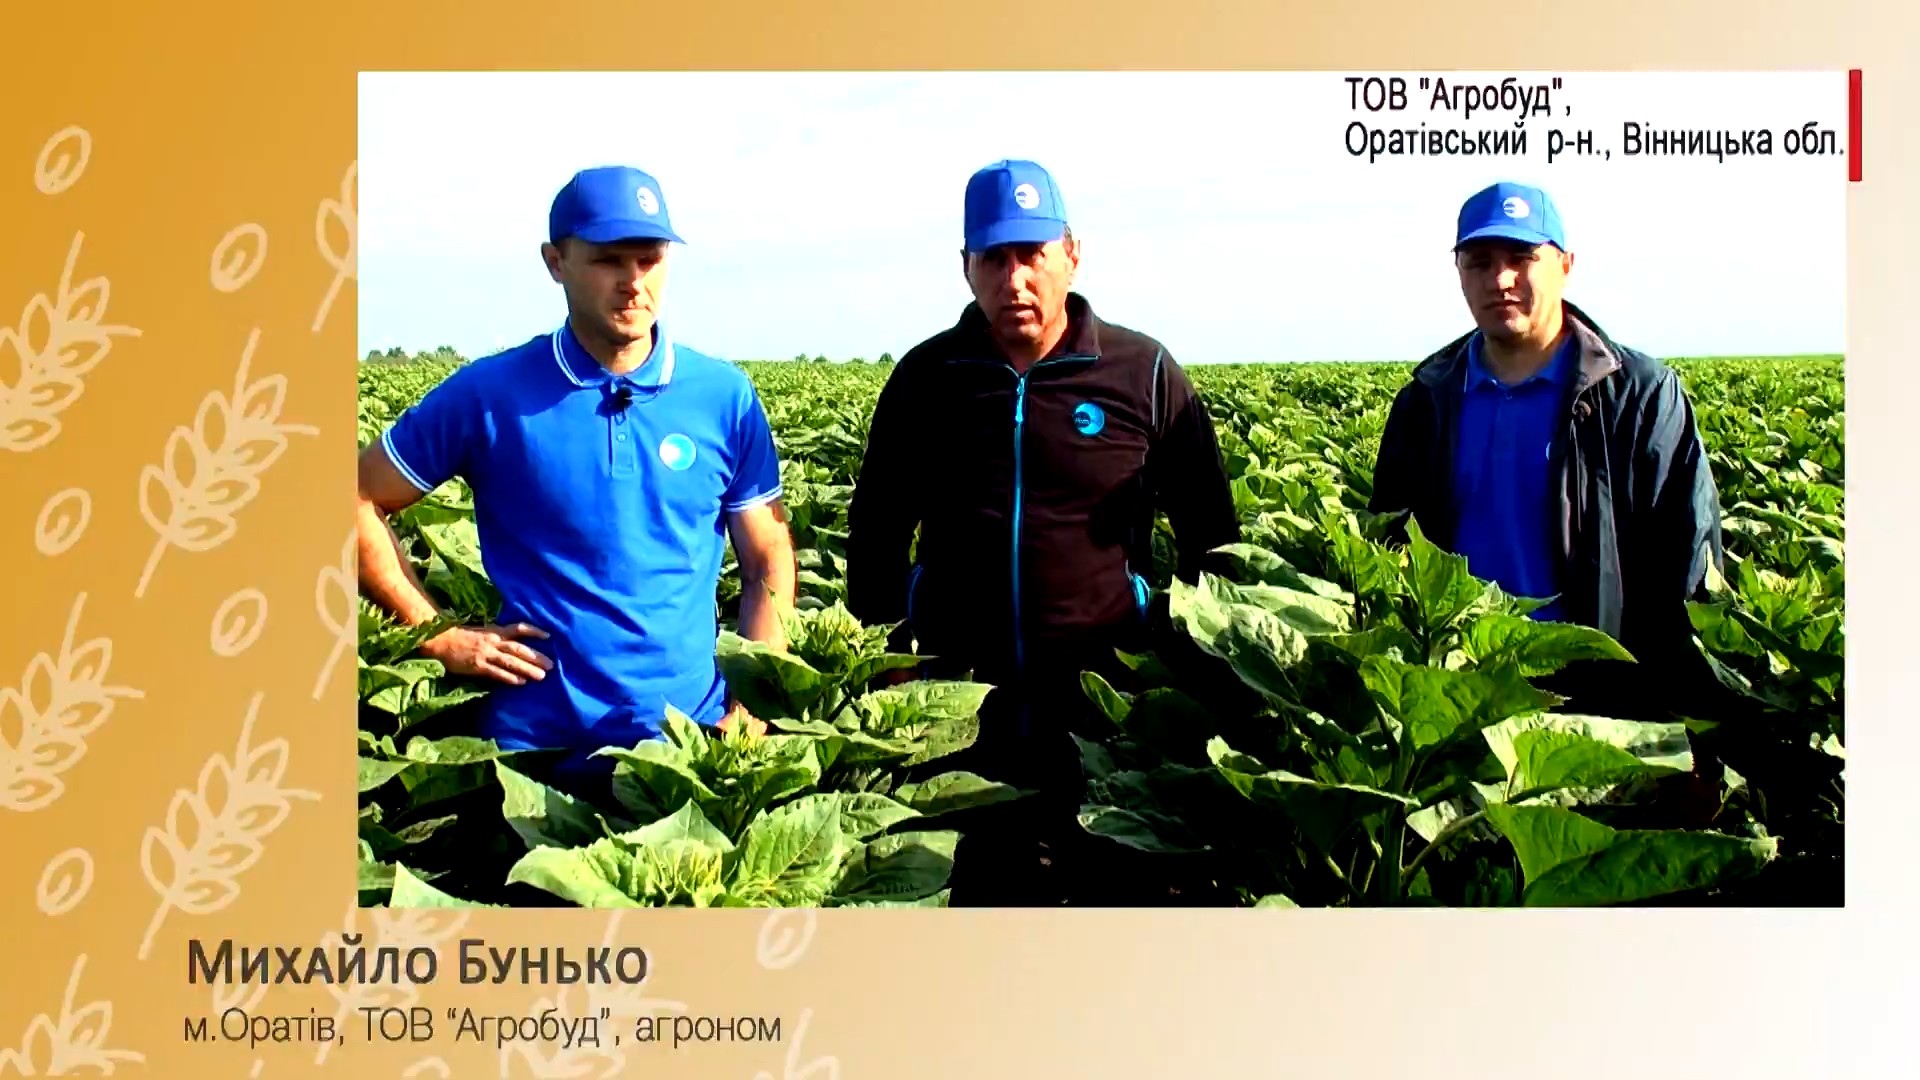 ТОВ "Агробуд",
Оратівський р-н., Вінницька обл.
Михайло Бунько
м.Оратів, ТОВ “Агробуд”, агроном